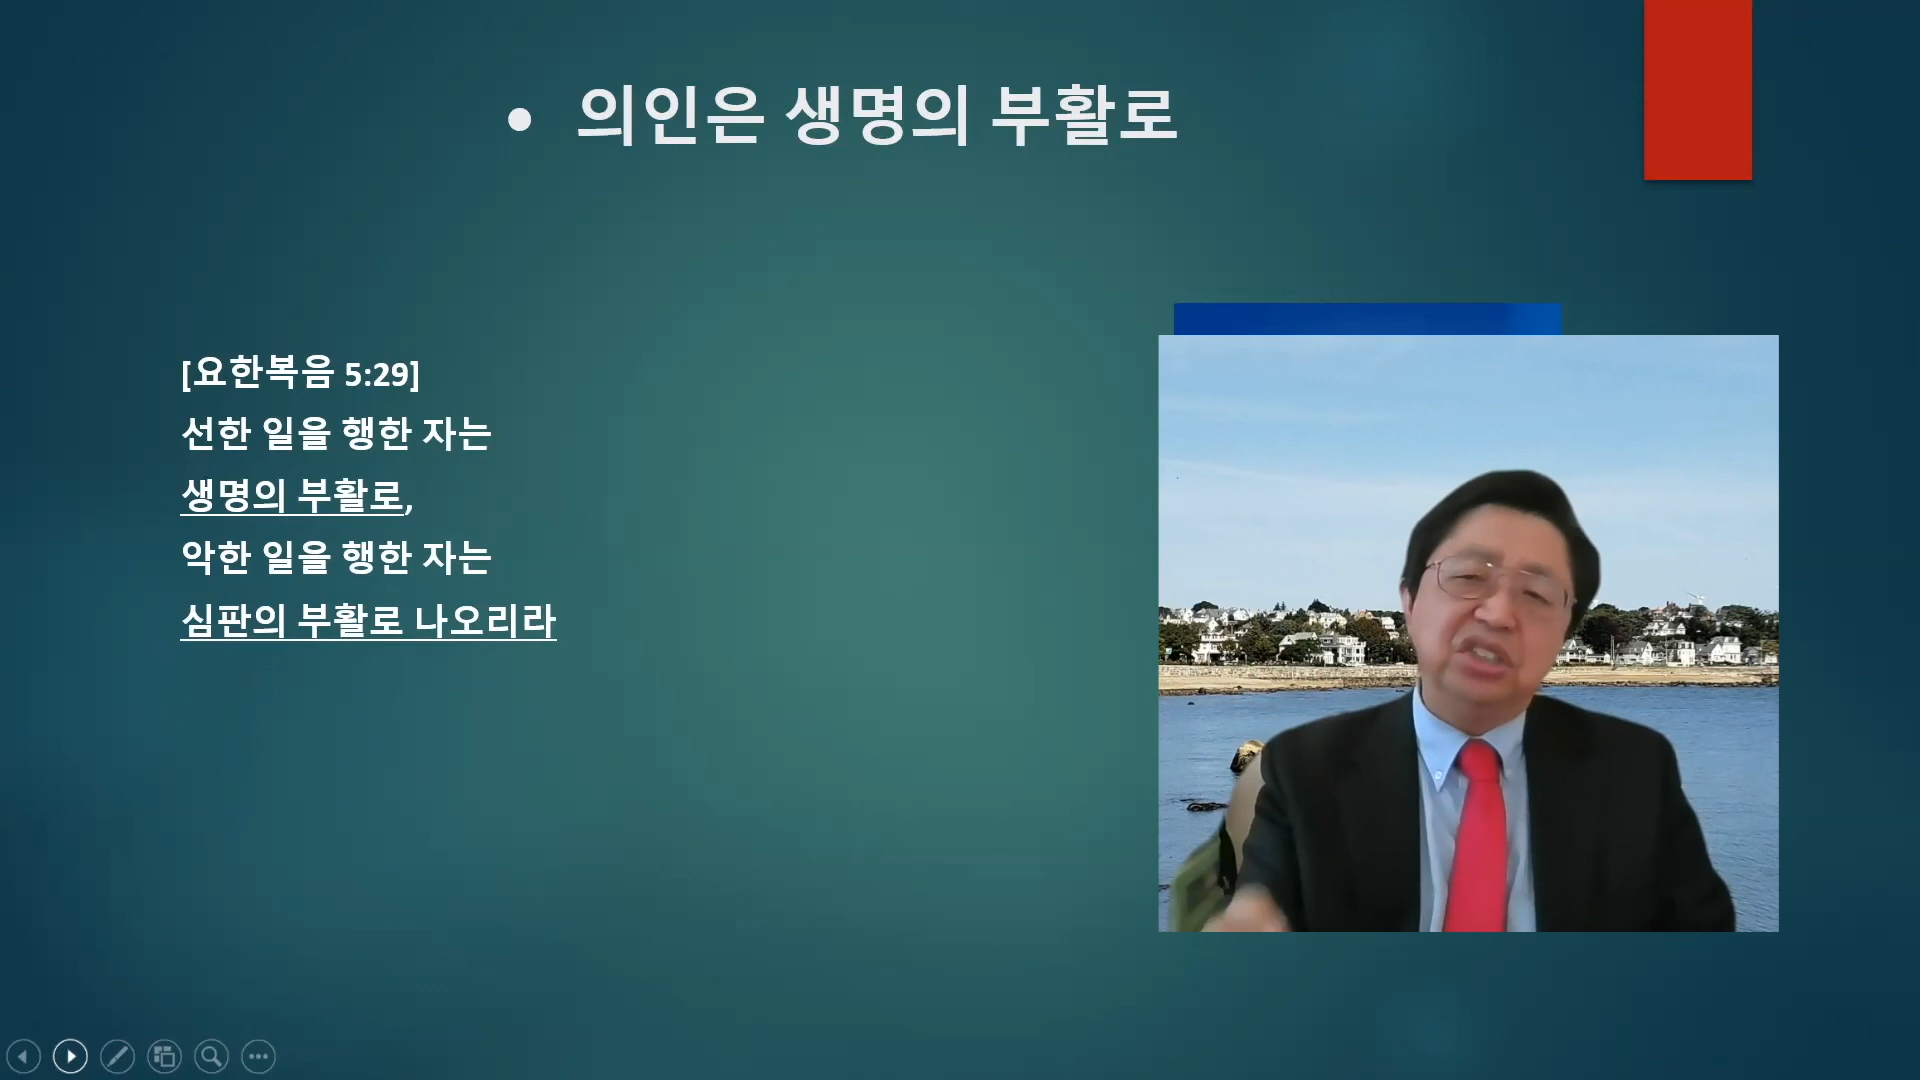 • 의인은 생명의 부활로
[요한복음 5:29]
선한 일을 행한 자는
생명의 부활로,
악한 일을 행한 자는
심판의 부활로 나오리라